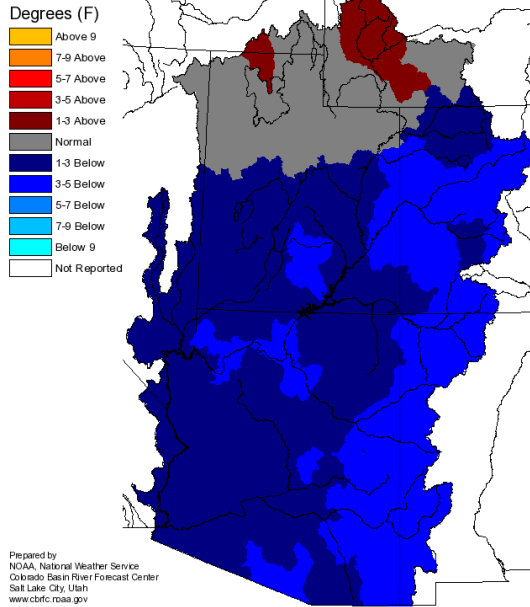 Degrees (F)
Above 9
7-9 Above
5-7 Above
3-5 Above
1-3 Above
Normal
1-3 Below
3-5 Below
5-7 Below
7-9 Below
Below 9
Not Reported
Prepared by
NOAA, National Weather Service
Colorado Basin River Forecast Center
Salt Lake City, Utah
www.cbrfc.noaa.gov